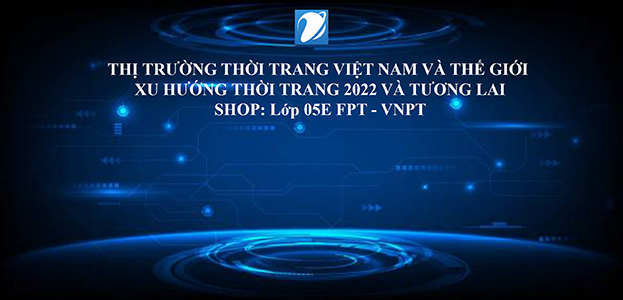 THỊ TRƯỜNG THỜI TRANG VIỆT NAM VÀ THẾ GIỚI
XU HƯỚNG THỜI TRANG 2022 VÀ TƯƠNG LAI
SHOP: Lớp 05E FPT - VNPT